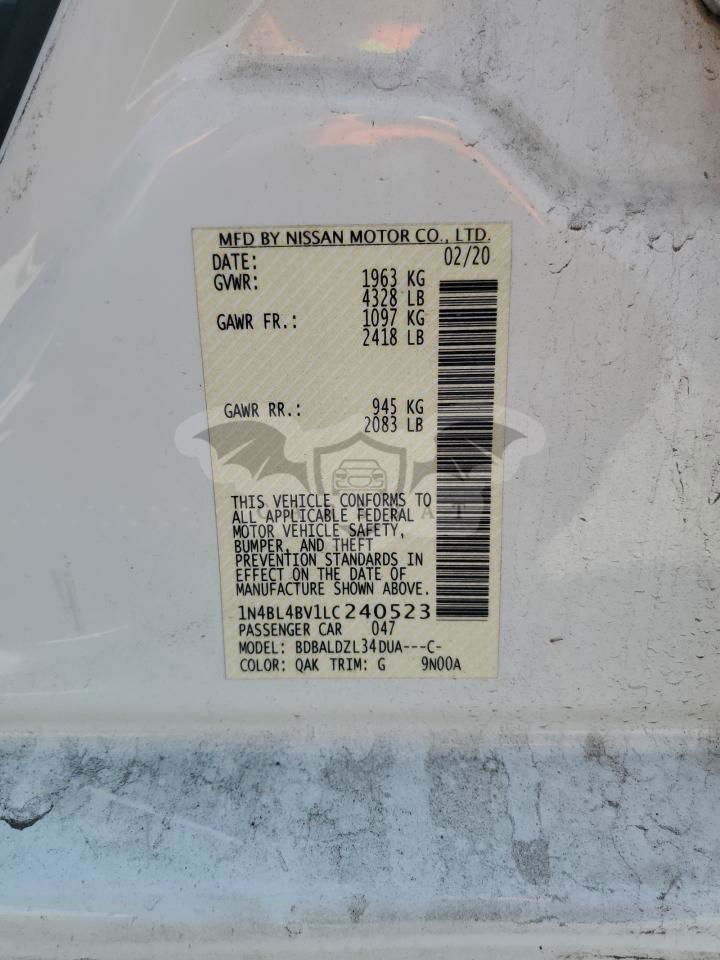 MFD BY NISSAN MOTOR CO., LTD.
DATE: 02/20
GVWR: 1963 KG
4328 LB
GAWR FR.: 1097 KG
2418 LB
GAWR RR.: 945 KG
2083 LB
THIS VEHICLE CONFORMS TO
ALL APPLICABLE FEDERAL
MOTOR VEHICLE SAFETY,
BUMPER, AND THEFT
PREVENTION STANDARDS IN
EFFECT ON THE DATE OF
MANUFACTURE SHOWN ABOVE.
1N4BL4BV1LC240523
PASSENGER CAR 047
MODEL: BDBALDZL34DUA---C-
COLOR: QAK TRIM: G 9N00A